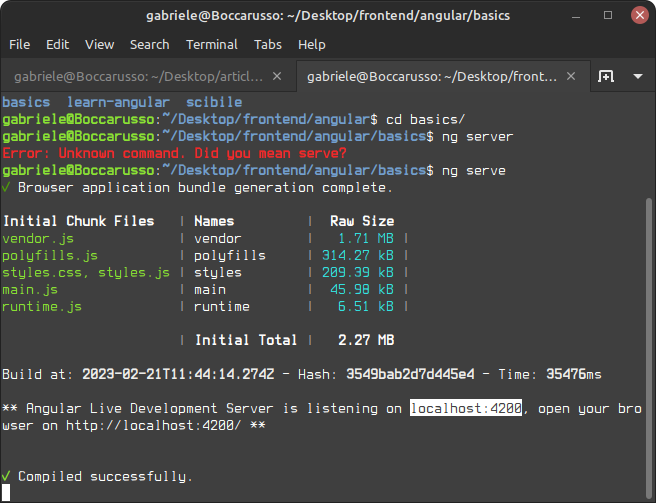 gabriele@Boccarusso: ~/Desktop/frontend/angular/basics
File Edit View Search Terminal Tabs Help
gabriele@Boccarusso: ~/Desktop/articl... gabriele@Boccarusso: ~/Desktop/front...
basics learn-angular scibile
gabriele@Boccarusso:~/Desktop/frontend/angular$ cd basics/
gabriele@Boccarusso:~/Desktop/frontend/angular/basics$ ng server
Error: Unknown command. Did you mean serve?
gabriele@Boccarusso:~/Desktop/frontend/angular/basics$ ng serve
✓ Browser application bundle generation complete.
Initial Chunk Files | Names | Raw Size
vendor.js | vendor | 1.71 MB |
polyfills.js | polyfills | 314.27 kB |
styles.css, styles.js | styles | 209.39 kB |
main.js | main | 45.98 kB |
runtime.js | runtime | 6.51 kB |
| Initial Total | 2.27 MB
Build at: 2023-02-21T11:44:14.274Z - Hash: 3549bab2d7d445e4 - Time: 35476ms
** Angular Live Development Server is listening on localhost:4200, open your bro
wser on http://localhost:4200/ **
✓ Compiled successfully.